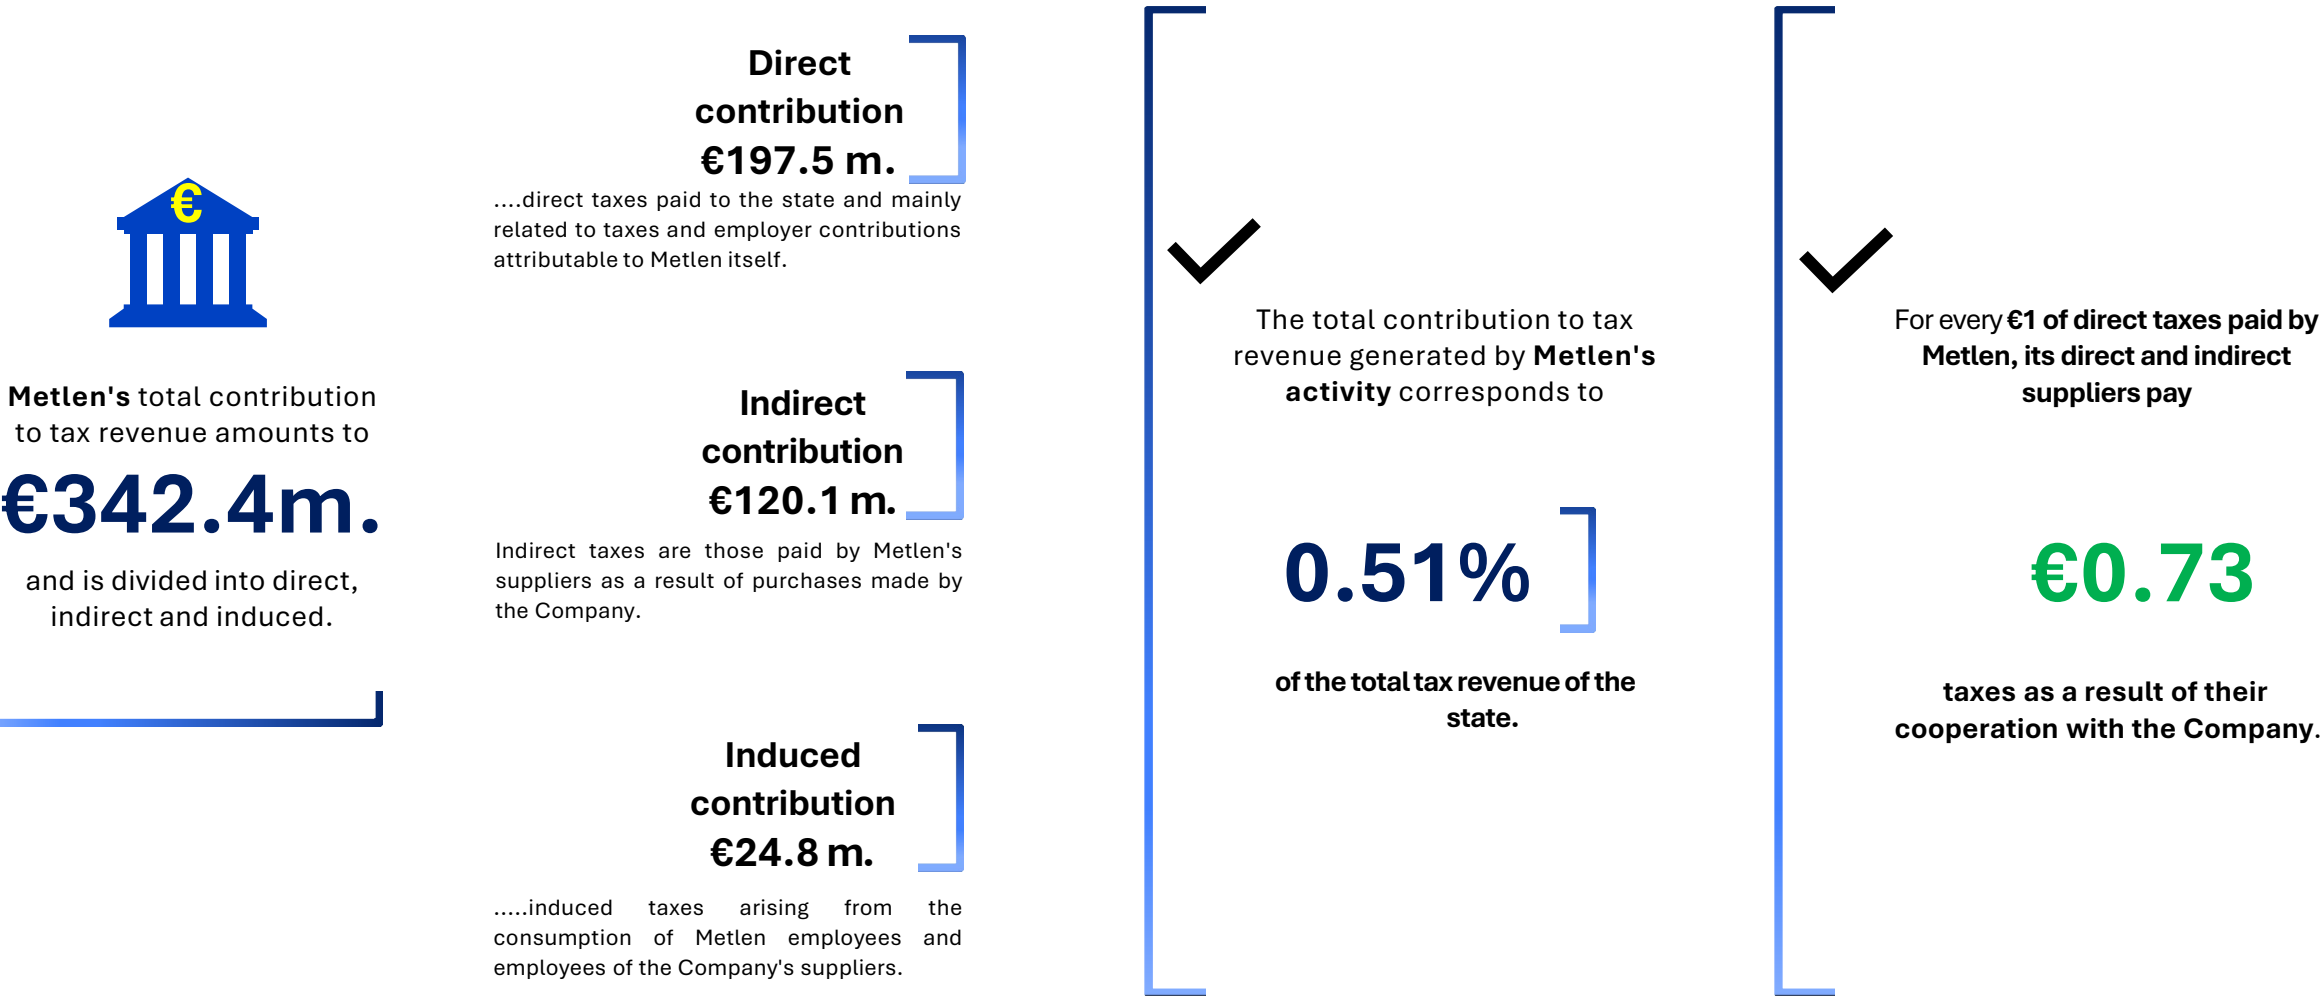 €
Metlen's total contribution
to tax revenue amounts to
€342.4m.
and is divided into direct,
indirect and induced.
Direct
contribution
€197.5 m.
....direct taxes paid to the state and mainly
related to taxes and employer contributions
attributable to Metlen itself.
Indirect
contribution
€120.1 m.
Indirect taxes are those paid by Metlen's
suppliers as a result of purchases made by
the Company.
Induced
contribution
€24.8 m.
.....induced taxes arising from the
consumption of Metlen employees and
employees of the Company's suppliers.
The total contribution to tax
revenue generated by Metlen's
activity corresponds to
0.51%
of the total tax revenue of the
state.
For every €1 of direct taxes paid by
Metlen, its direct and indirect
suppliers pay
€0.73
taxes as a result of their
cooperation with the Company.